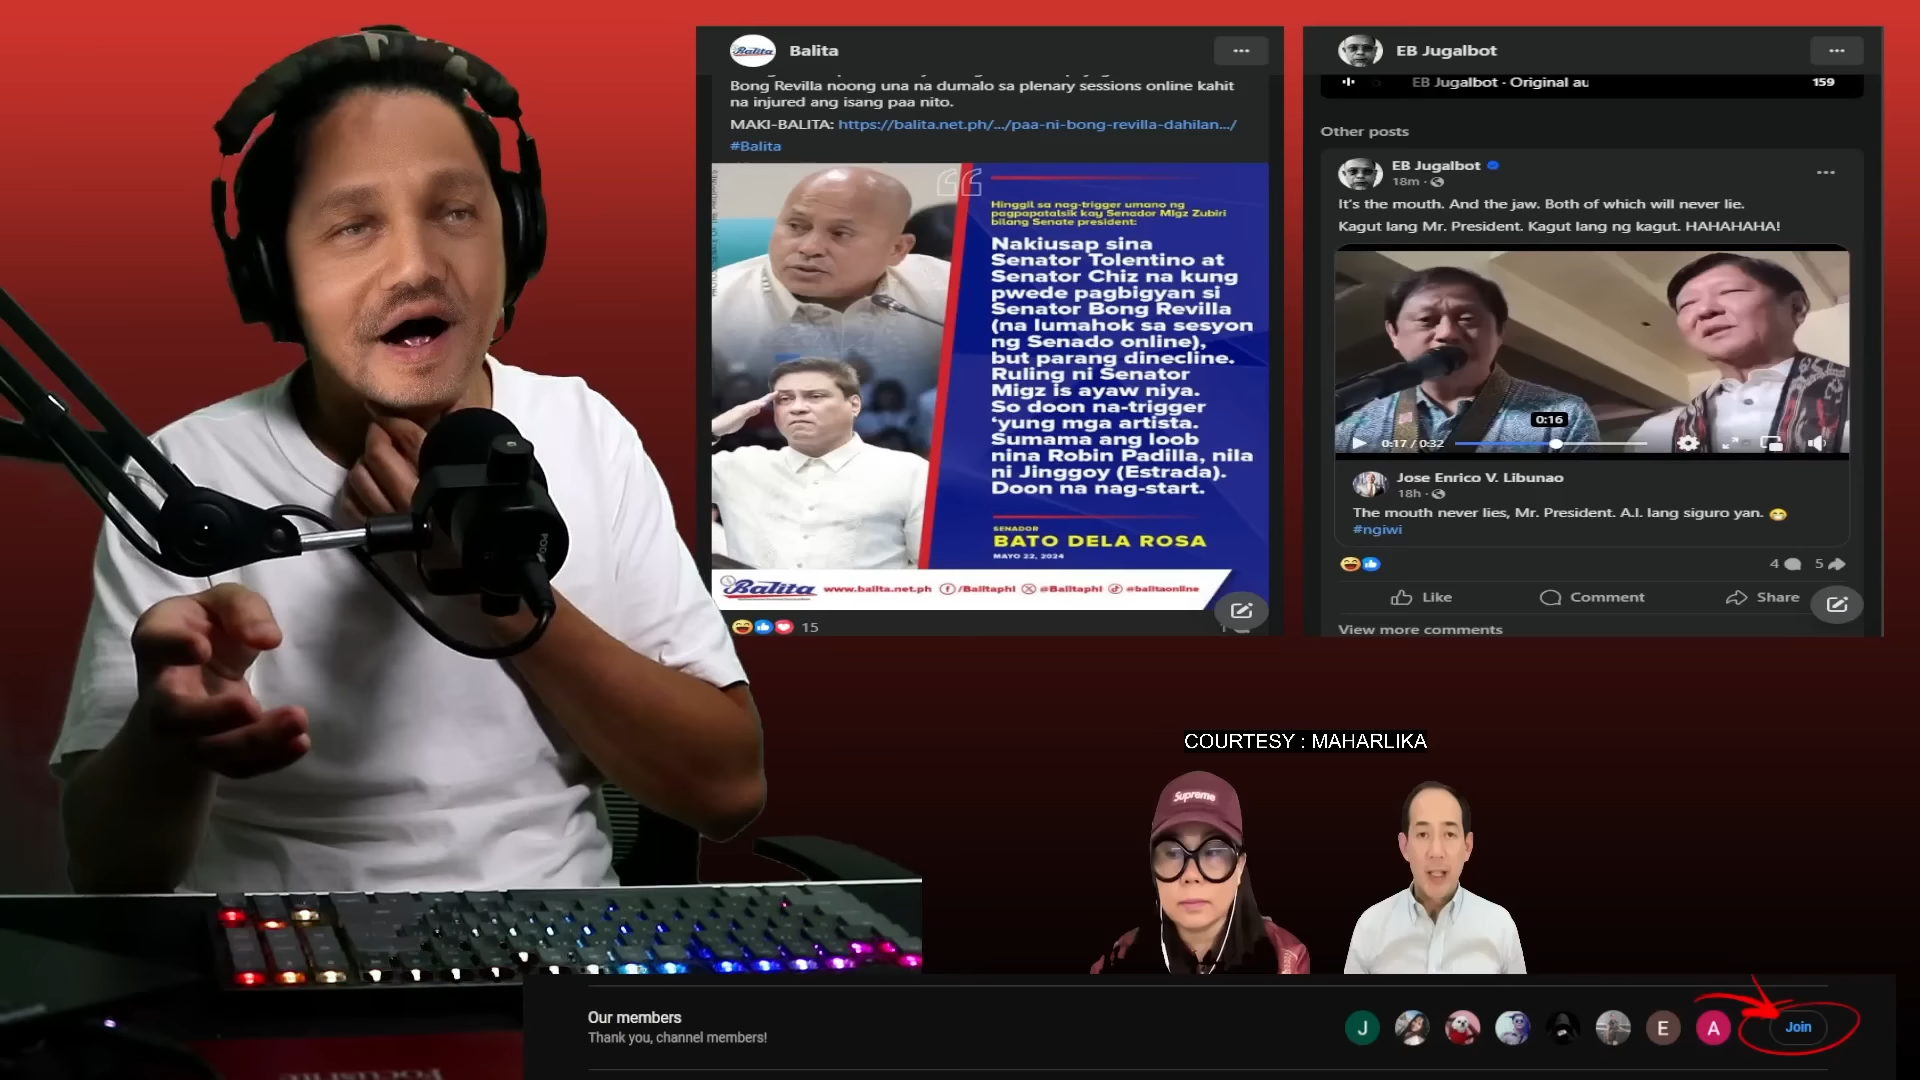 Balita
Balita
Bong Revilla noong una na dumalo sa plenary sessions online kahit
na injured ang isang paa nito.
MAKI-BALITA: https://balita.net.ph/.../paa-ni-bong-revilla-dahilan.../
#Balita
Hinggil sa nag-trigger umano ng
pagpapatalsik kay Senador Migz Zubiri
bilang Senate president:
Nakiusap sina
Senator Tolentino at
Senator Chiz na kung
pwede pagbigyan si
Senator Bong Revilla
(na lumahok sa sesyon
ng Senado online),
but parang dinecline.
Ruling ni Senator
Migz is ayaw niya.
So doon na-trigger
'yung mga artista.
Sumama ang loob
nina Robin Padilla, nila
ni Jinggoy (Estrada).
Doon na nag-start.
SENADOR
BATO DELA ROSA
MAYO 22, 2024
Balita
www.balita.net.ph /Balitaphl @Balitaphl @balitaonline
15
EB Jugalbot
EB Jugalbot · Original au
159
Other posts
EB Jugalbot
18m ·
It's the mouth. And the jaw. Both of which will never lie.
Kagut lang Mr. President. Kagut lang ng kagut. HAHAHAHA!
0:16
0:17 / 0:32
Jose Enrico V. Libunao
18h ·
The mouth never lies, Mr. President. A.I. lang siguro yan.
#ngiwi
4 5
Like Comment Share
View more comments
COURTESY : MAHARLIKA
Supreme
Our members
Thank you, channel members!
J E A Join